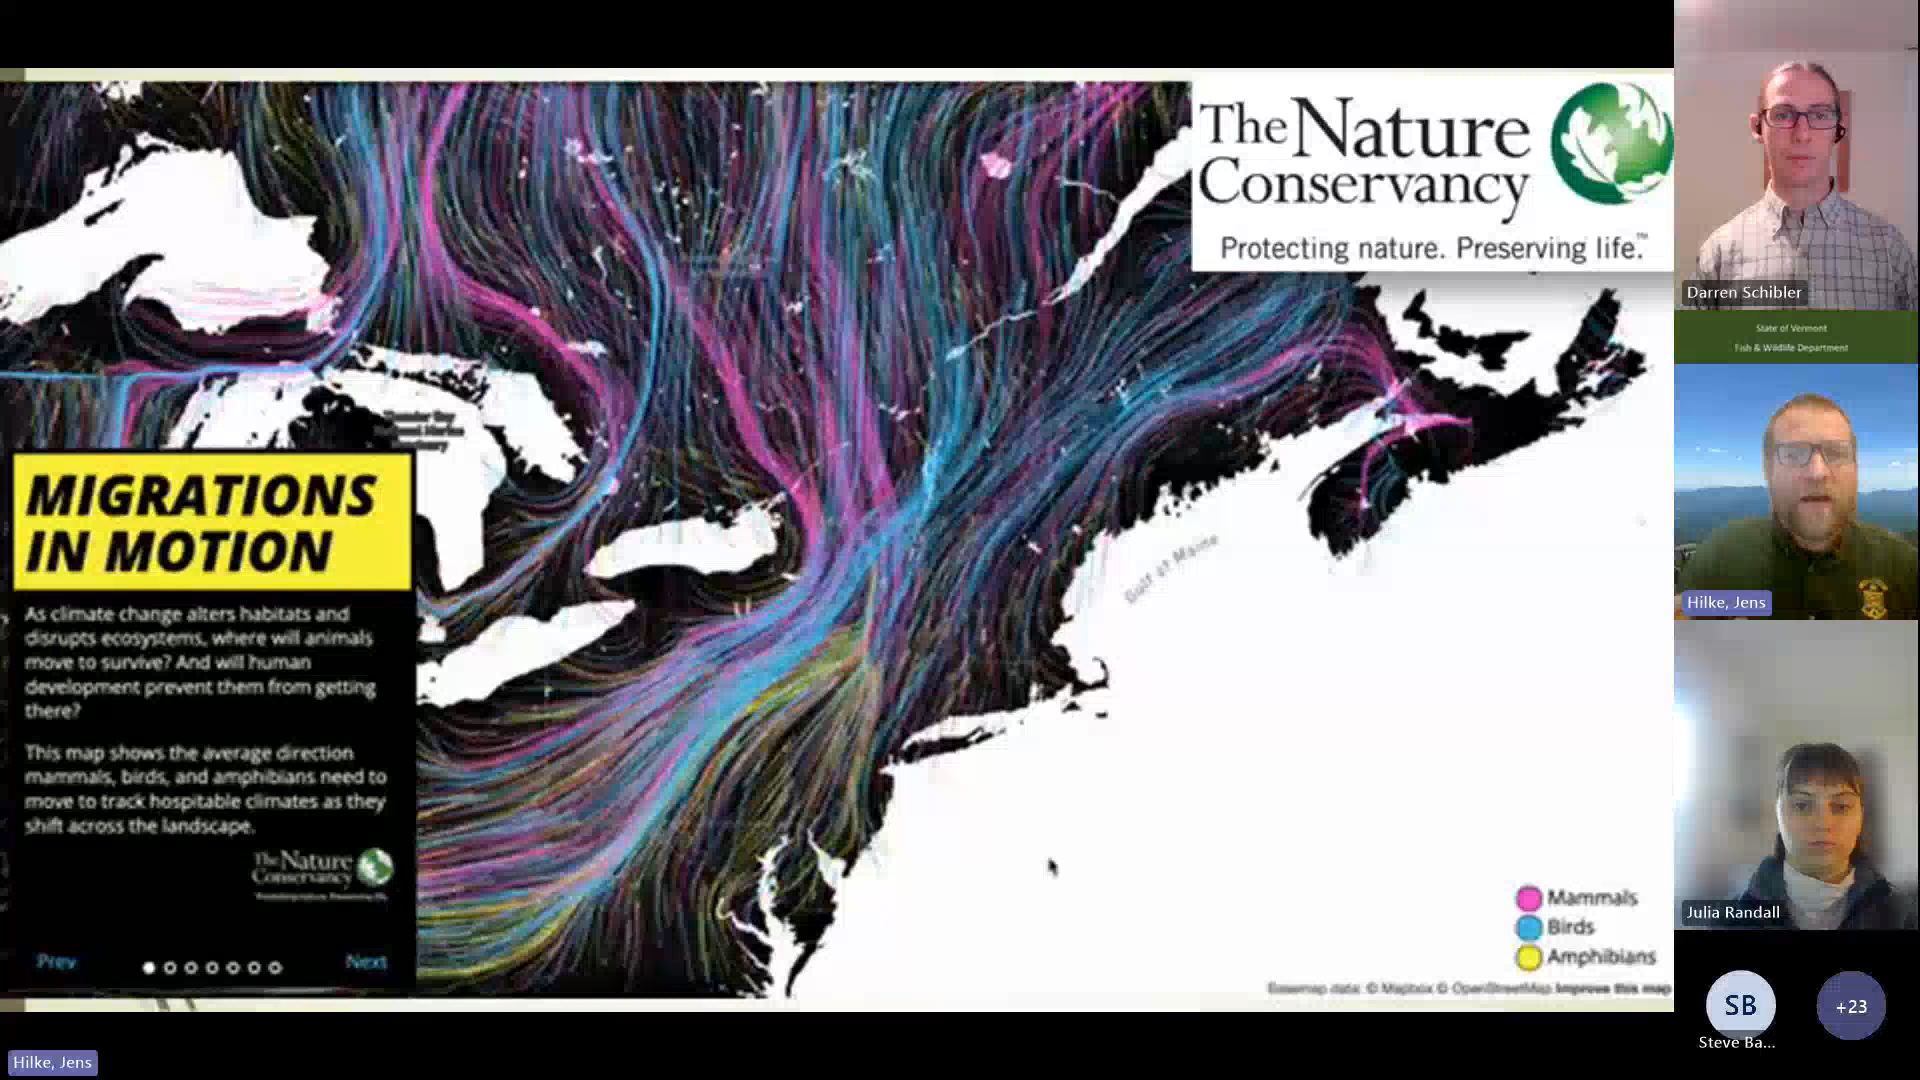 The Nature
Conservancy
Protecting nature. Preserving life.™
MIGRATIONS
IN MOTION
As climate change alters habitats and
disrupts ecosystems, where will animals
move to survive? And will human
development prevent them from getting
there?
This map shows the average direction
mammals, birds, and amphibians need to
move to track hospitable climates as they
shift across the landscape.
The Nature
Conservancy
Prev
Next
Gulf of Maine
Mammals
Birds
Amphibians
Basemap data: © Mapbox © OpenStreetMap Improve this map
Hilke, Jens
Darren Schibler
State of Vermont
Fish & Wildlife Department
Hilke, Jens
Julia Randall
SB
Steve Ba...
+23